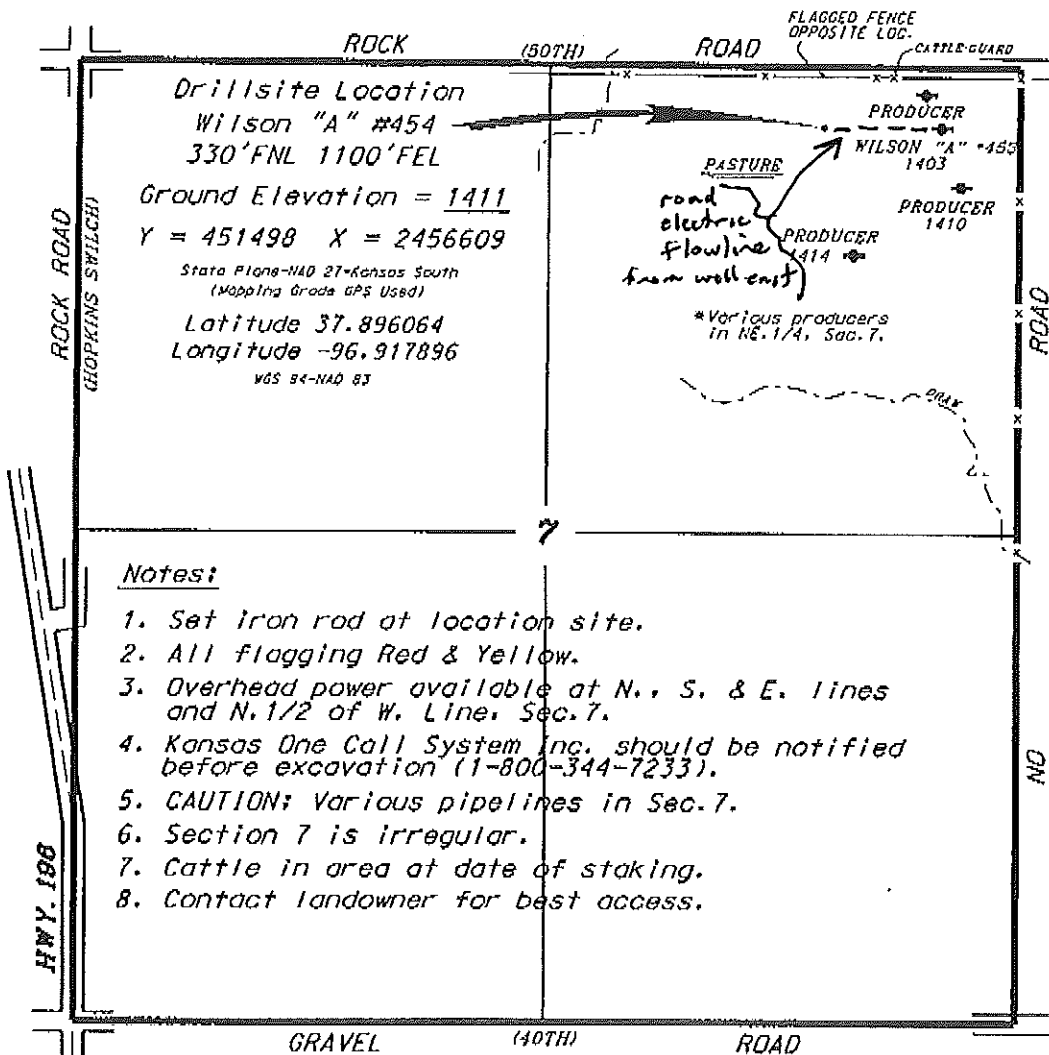 FLAGGED FENCE
OPPOSITE LOC.
ROCK (50TH) ROAD
CATTLE-GUARD
Drillsite Location
Wilson "A" #454
330'FNL 1100'FEL
Ground Elevation = 1411
Y = 451498 X = 2456609
State Plane-NAD 27-Kansas South
(Mapping Grade GPS Used)
Latitude 37.896064
Longitude -96.917896
WGS 84-NAD 83
PRODUCER
WILSON "A" #453
1403
PASTURE
PRODUCER
1410
road
electric
flowline
from well east
PRODUCER
1414
*Various producers
in NE.1/4, Sec.7.
DRAW
ROCK ROAD
(HOPKINS SWILCH)
ROAD
NO
7
Notes:
1. Set iron rod at location site.
2. All flagging Red & Yellow.
3. Overhead power available at N., S. & E. lines
and N.1/2 of W. Line, Sec.7.
4. Kansas One Call System Inc. should be notified
before excavation (1-800-344-7233).
5. CAUTION: Various pipelines in Sec.7.
6. Section 7 is irregular.
7. Cattle in area at date of staking.
8. Contact landowner for best access.
HWY. 196
GRAVEL (40TH) ROAD